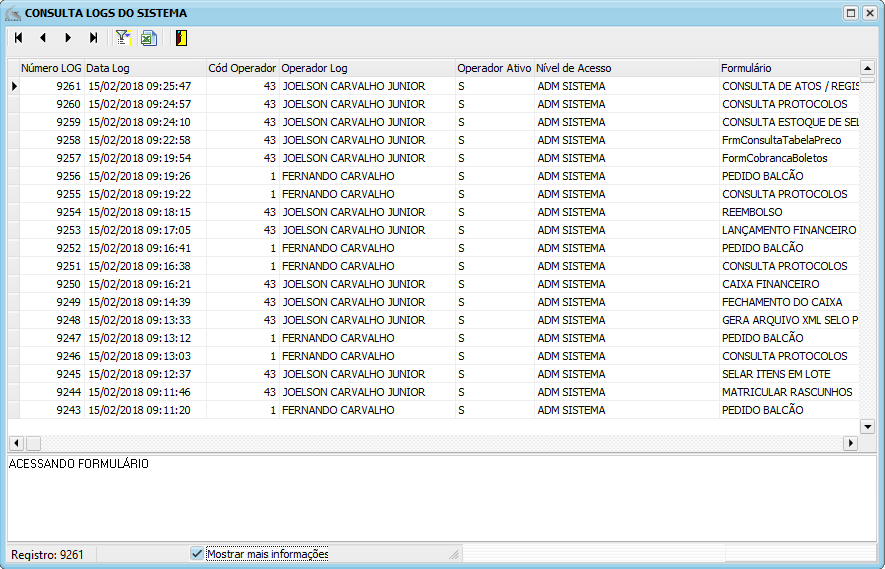 CONSULTA LOGS DO SISTEMA
Número LOG Data Log Cód Operador Operador Log Operador Ativo Nível de Acesso Formulário
9261 15/02/2018 09:25:47 43 JOELSON CARVALHO JUNIOR S ADM SISTEMA CONSULTA DE ATOS / REGIS
9260 15/02/2018 09:24:57 43 JOELSON CARVALHO JUNIOR S ADM SISTEMA CONSULTA PROTOCOLOS
9259 15/02/2018 09:24:10 43 JOELSON CARVALHO JUNIOR S ADM SISTEMA CONSULTA ESTOQUE DE SEL
9258 15/02/2018 09:22:58 43 JOELSON CARVALHO JUNIOR S ADM SISTEMA FrmConsultaTabelaPreco
9257 15/02/2018 09:19:54 43 JOELSON CARVALHO JUNIOR S ADM SISTEMA FormCobrancaBoletos
9256 15/02/2018 09:19:26 1 FERNANDO CARVALHO S ADM SISTEMA PEDIDO BALCÃO
9255 15/02/2018 09:19:22 1 FERNANDO CARVALHO S ADM SISTEMA CONSULTA PROTOCOLOS
9254 15/02/2018 09:18:15 43 JOELSON CARVALHO JUNIOR S ADM SISTEMA REEMBOLSO
9253 15/02/2018 09:17:05 43 JOELSON CARVALHO JUNIOR S ADM SISTEMA LANÇAMENTO FINANCEIRO
9252 15/02/2018 09:16:41 1 FERNANDO CARVALHO S ADM SISTEMA PEDIDO BALCÃO
9251 15/02/2018 09:16:38 1 FERNANDO CARVALHO S ADM SISTEMA CONSULTA PROTOCOLOS
9250 15/02/2018 09:16:21 43 JOELSON CARVALHO JUNIOR S ADM SISTEMA CAIXA FINANCEIRO
9249 15/02/2018 09:14:39 43 JOELSON CARVALHO JUNIOR S ADM SISTEMA FECHAMENTO DO CAIXA
9248 15/02/2018 09:13:33 43 JOELSON CARVALHO JUNIOR S ADM SISTEMA GERA ARQUIVO XML SELO P
9247 15/02/2018 09:13:12 1 FERNANDO CARVALHO S ADM SISTEMA PEDIDO BALCÃO
9246 15/02/2018 09:13:03 1 FERNANDO CARVALHO S ADM SISTEMA CONSULTA PROTOCOLOS
9245 15/02/2018 09:12:37 43 JOELSON CARVALHO JUNIOR S ADM SISTEMA SELAR ITENS EM LOTE
9244 15/02/2018 09:11:46 43 JOELSON CARVALHO JUNIOR S ADM SISTEMA MATRICULAR RASCUNHOS
9243 15/02/2018 09:11:20 1 FERNANDO CARVALHO S ADM SISTEMA PEDIDO BALCÃO
ACESSANDO FORMULÁRIO
Registro: 9261 Mostrar mais informações